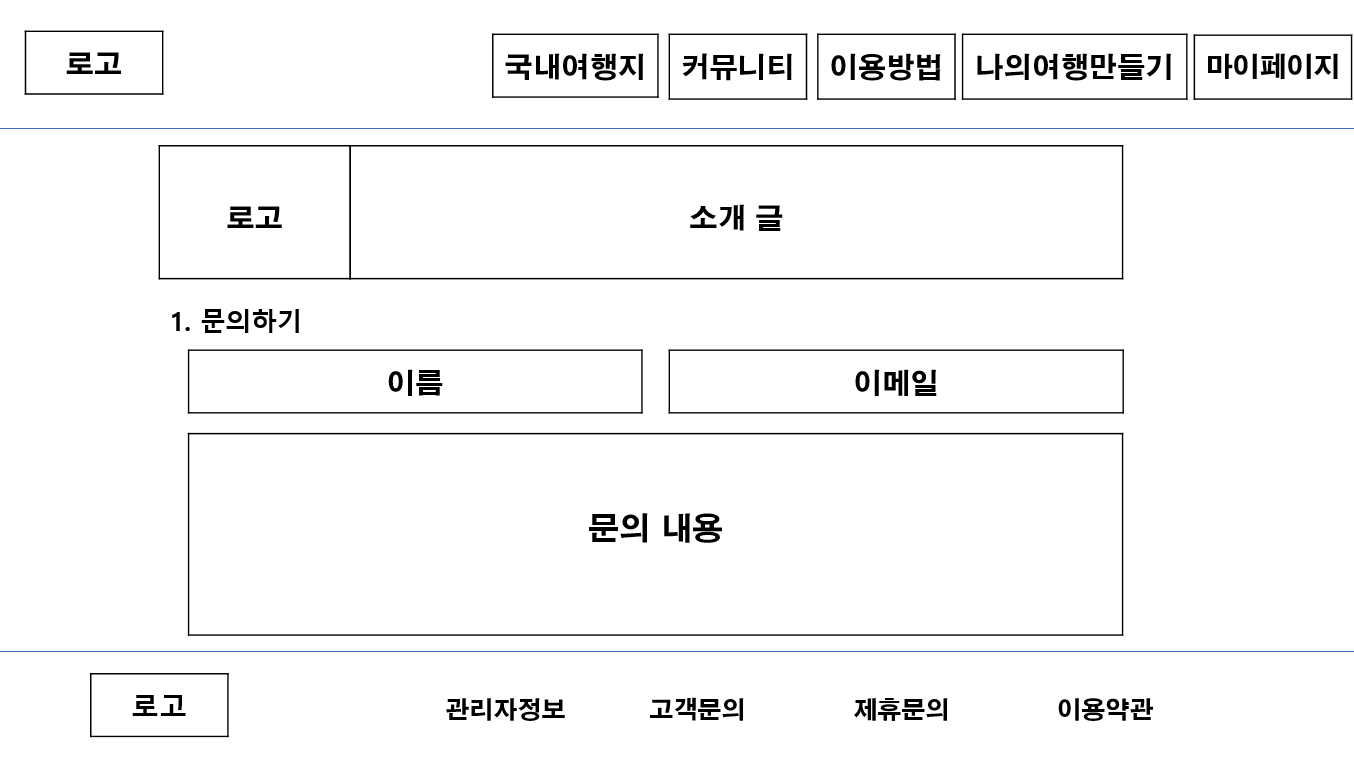 로고
국내여행지 커뮤니티 이용방법 나의여행만들기 마이페이지
로고 소개 글
1. 문의하기
이름 이메일
문의 내용
로고 관리자정보 고객문의 제휴문의 이용약관